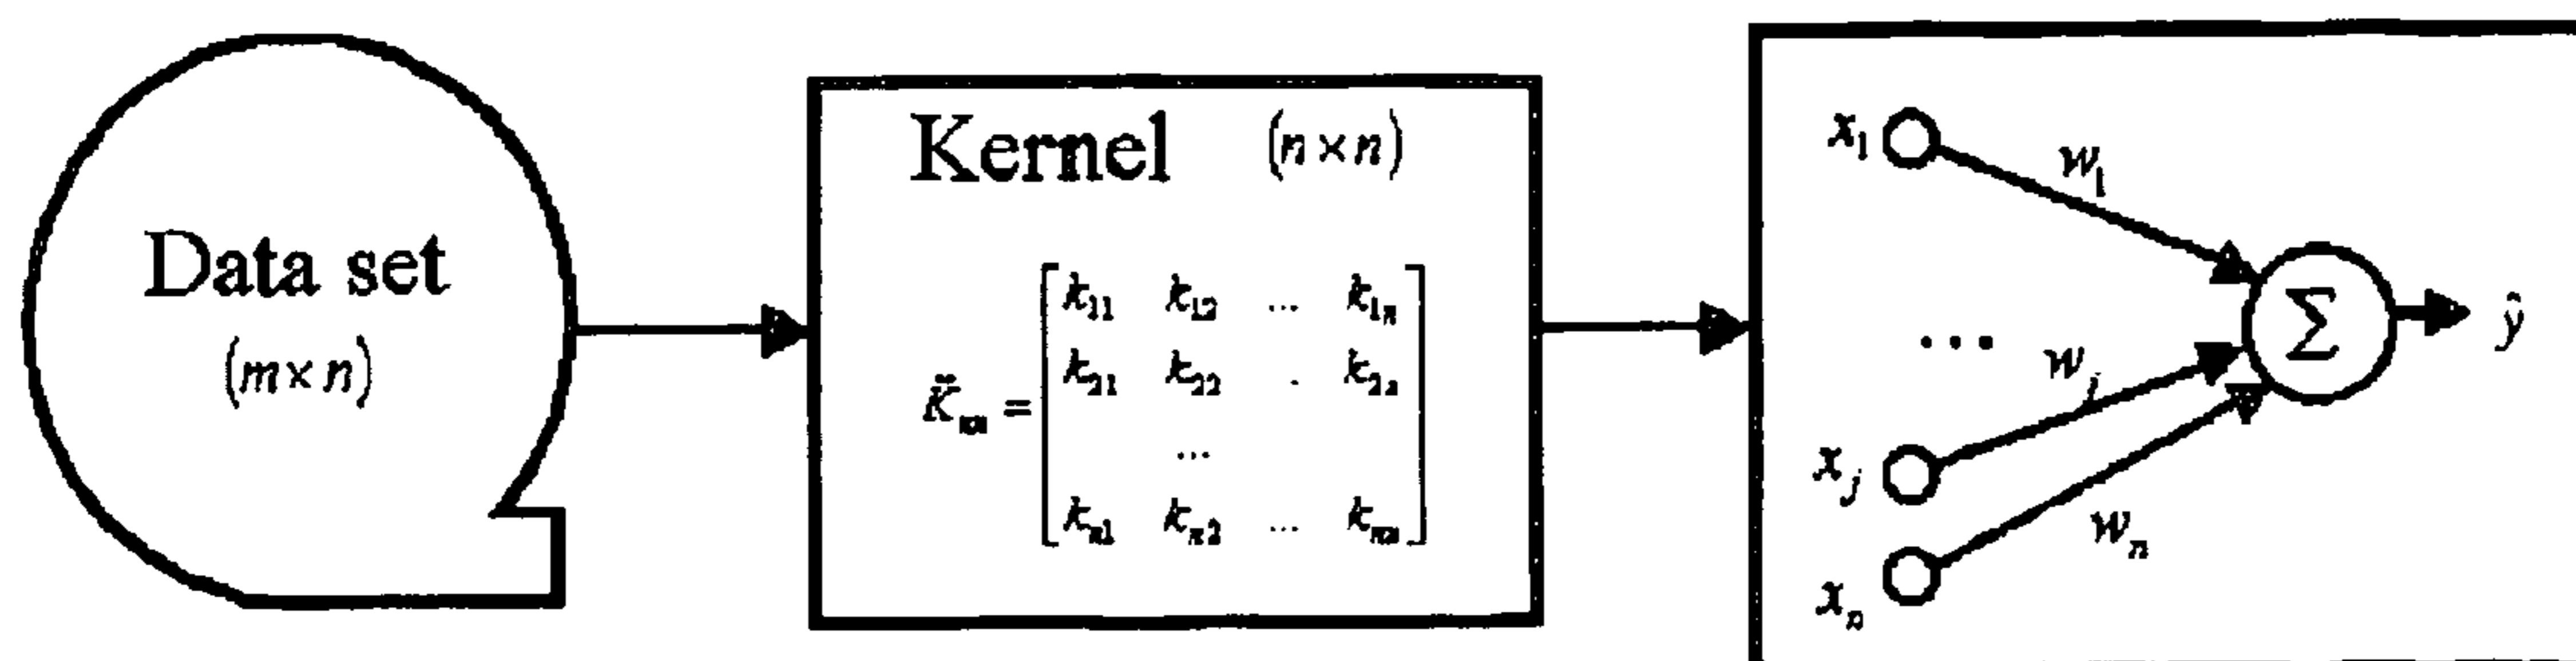 Data set
(m×n)
Kernel (n×n)
K̈ₙₙ =
k₁₁ k₁₂ ... k₁ₙ
k₂₁ k₂₂ . k₂ₙ
...
kₙ₁ kₙ₂ ... kₙₙ
x₁
w₁
...
wⱼ
xⱼ
wₙ
xₙ
Σ
ŷ